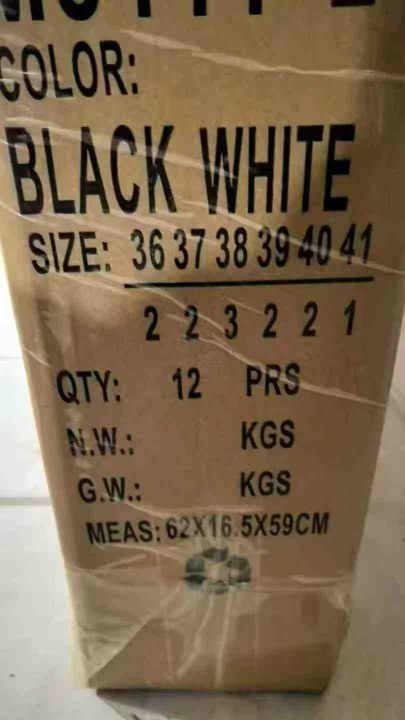 COLOR:
BLACK WHITE
SIZE: 36 37 38 39 40 41
2 2 3 2 2 1
QTY: 12 PRS
N.W.: KGS
G.W.: KGS
MEAS: 62X16.5X59CM